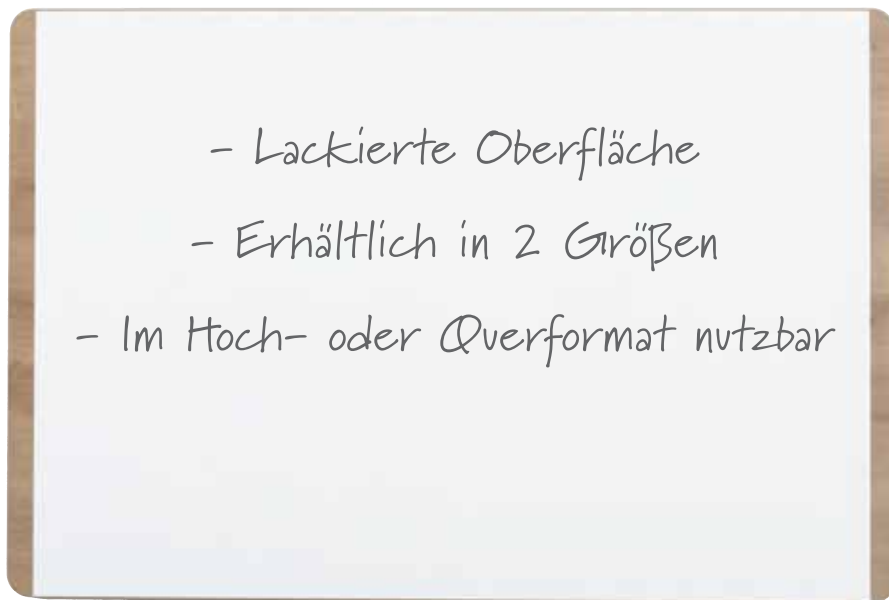 - Lackierte Oberfläche
- Erhältlich in 2 Größen
- Im Hoch- oder Querformat nutzbar